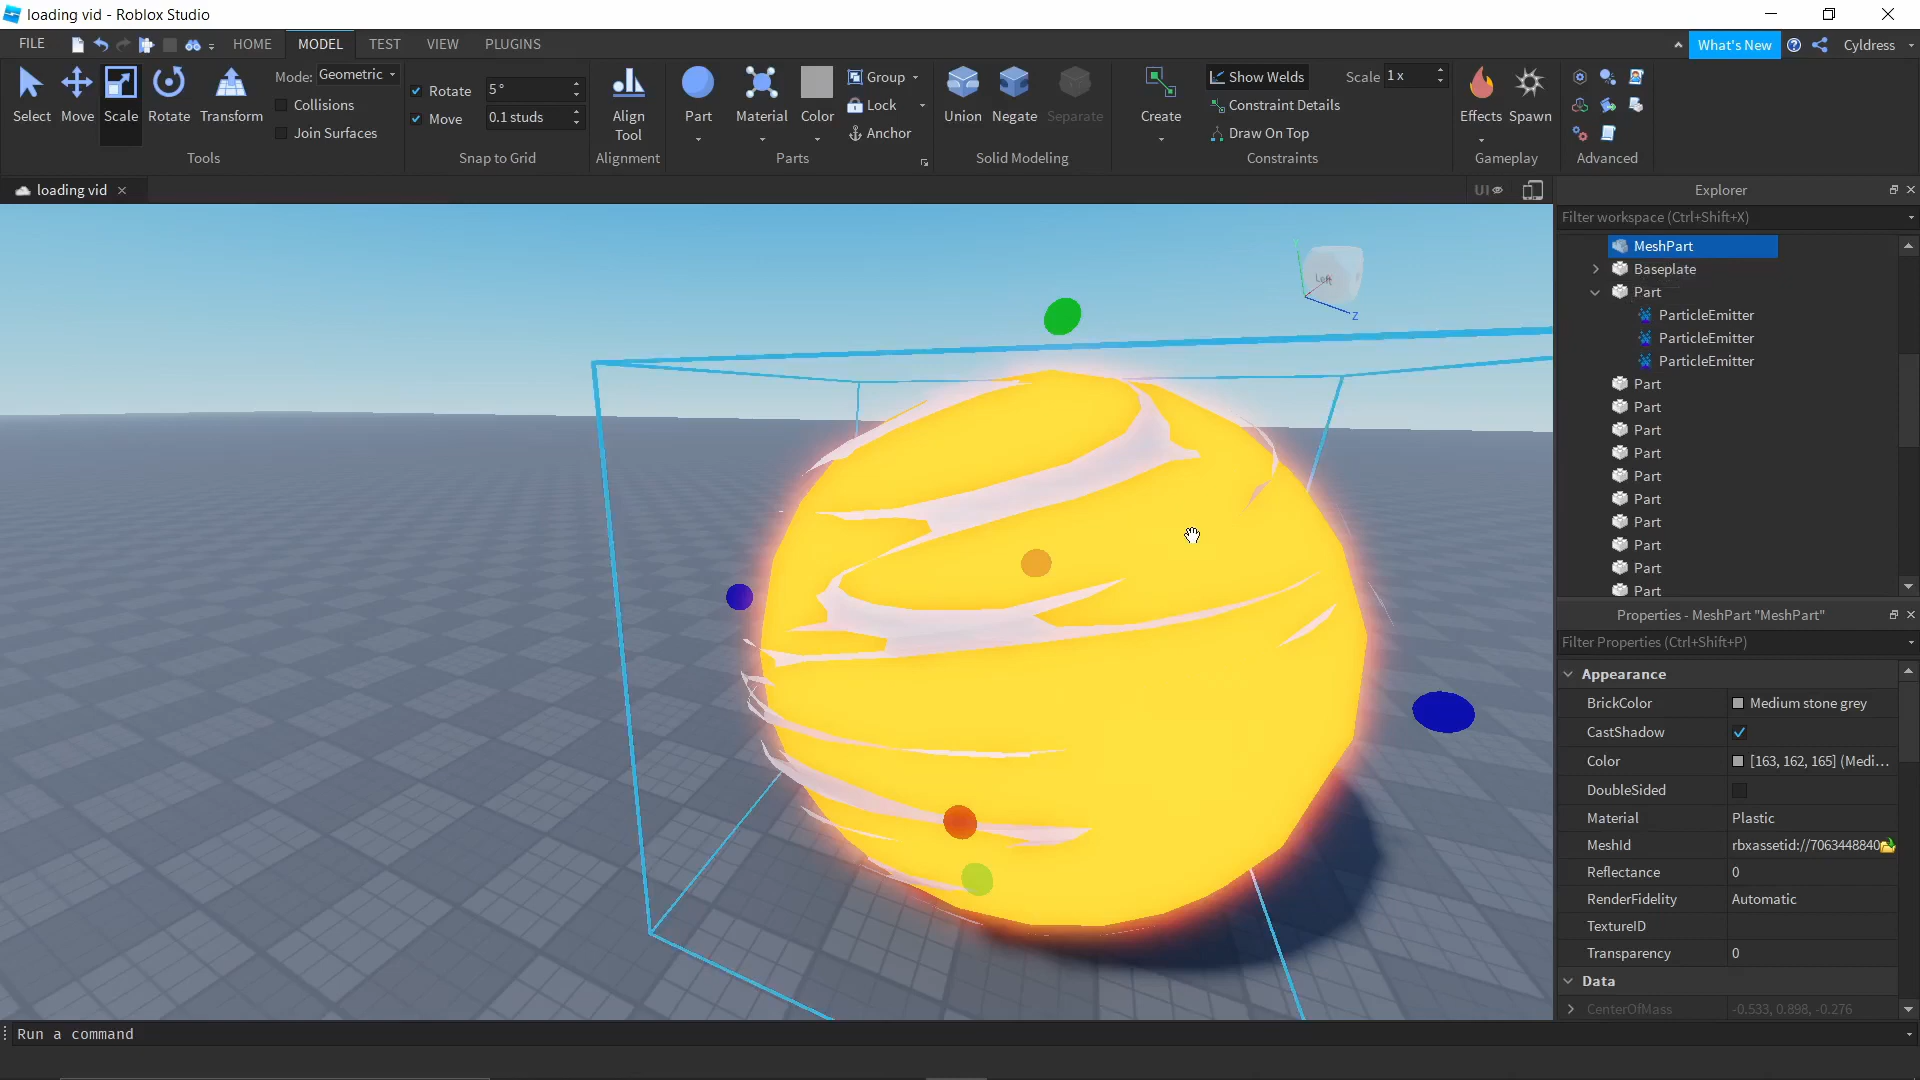 loading vid - Roblox Studio
FILE HOME MODEL TEST VIEW PLUGINS What's New Cyldress
Select Move Scale Rotate Transform
Mode: Geometric
Collisions
Join Surfaces
Tools
Rotate 5°
Move 0.1 studs
Snap to Grid
Align Tool
Alignment
Part Material Color
Group
Lock
Anchor
Parts
Union Negate Separate
Solid Modeling
Create
Show Welds
Constraint Details
Draw On Top
Scale 1 x
Constraints
Effects Spawn
Gameplay
Advanced
loading vid
UI
Explorer
Filter workspace (Ctrl+Shift+X)
MeshPart
Baseplate
Part
ParticleEmitter
ParticleEmitter
ParticleEmitter
Part
Part
Part
Part
Part
Part
Part
Part
Part
Part
Left
Z
Properties - MeshPart "MeshPart"
Filter Properties (Ctrl+Shift+P)
Appearance
BrickColor Medium stone grey
CastShadow
Color [163, 162, 165] (Medi...
DoubleSided
Material Plastic
MeshId rbxassetid://7063448840
Reflectance 0
RenderFidelity Automatic
TextureID
Transparency 0
Data
CenterOfMass -0.533, 0.898, -0.276
Run a command